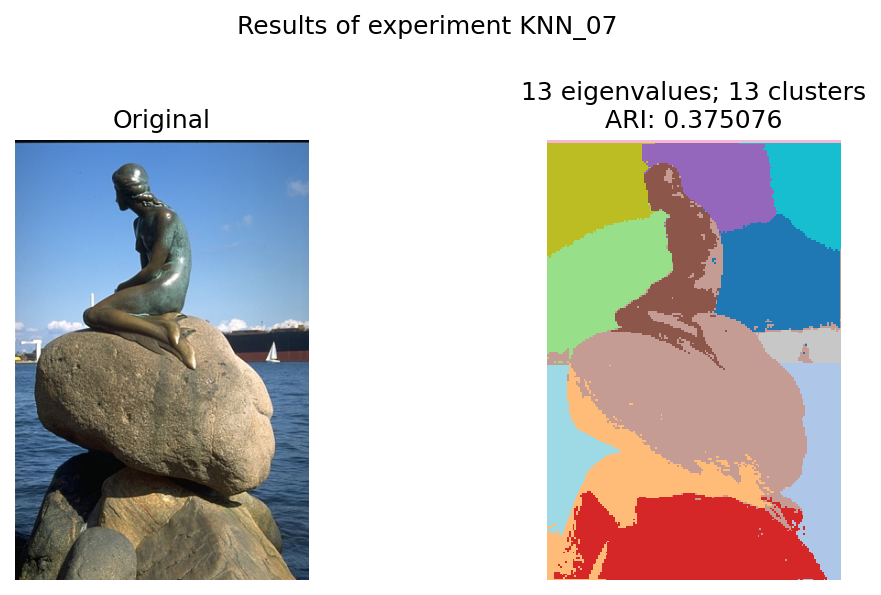 Results of experiment KNN_07
Original
13 eigenvalues; 13 clusters
ARI: 0.375076